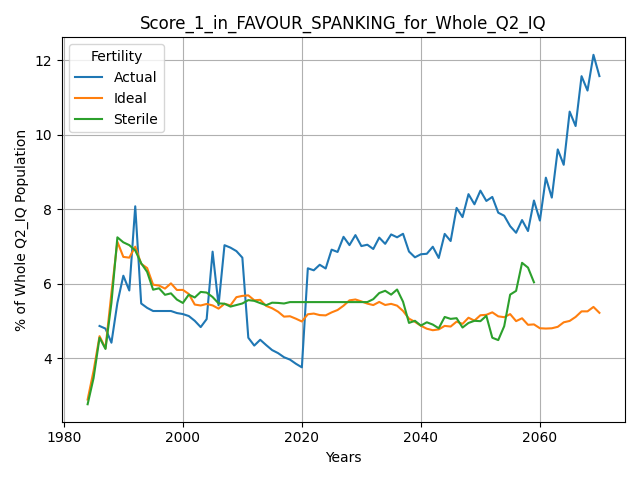 Score_1_in_FAVOUR_SPANKING_for_Whole_Q2_IQ
Fertility
Actual
Ideal
Sterile
% of Whole Q2_IQ Population
12
10
8
6
4
1980
2000
2020
2040
2060
Years